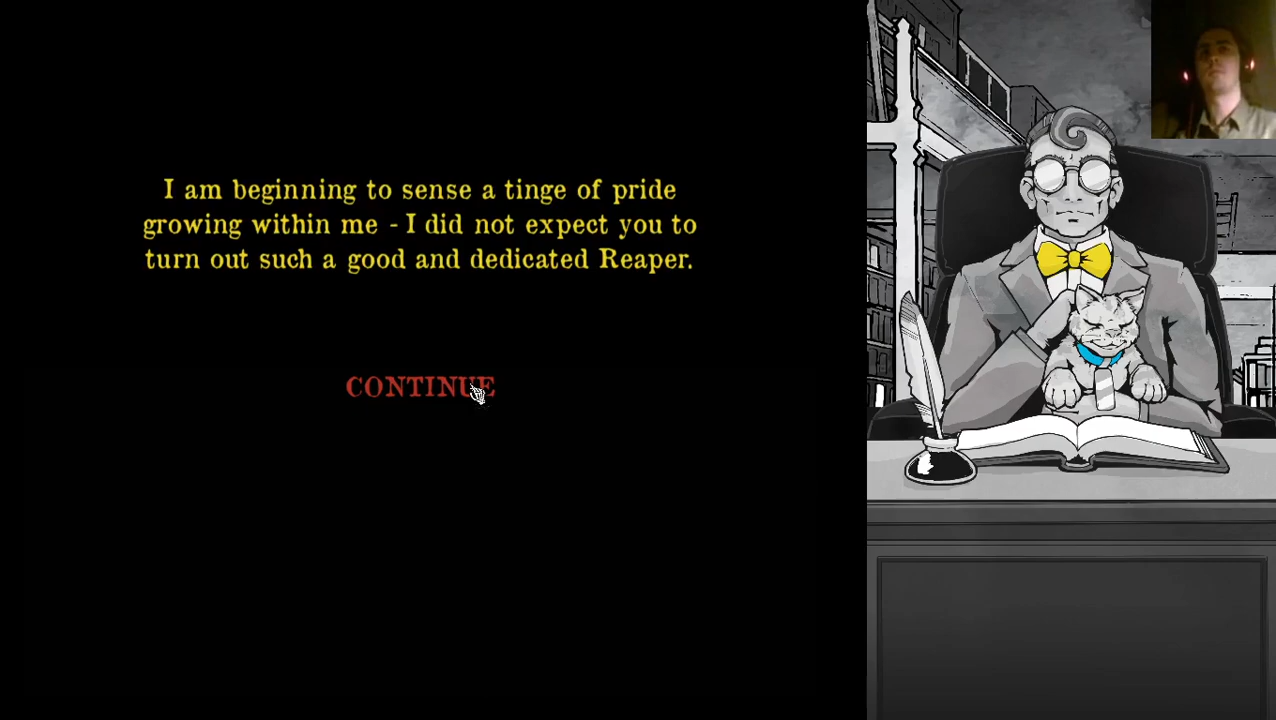 I am beginning to sense a tinge of pride
growing within me - I did not expect you to
turn out such a good and dedicated Reaper.
CONTINUE